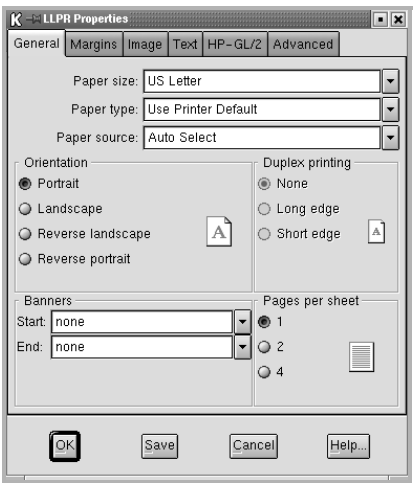 LLPR Properties
General Margins Image Text HP-GL/2 Advanced
Paper size: US Letter
Paper type: Use Printer Default
Paper source: Auto Select
Orientation
Portrait
Landscape
Reverse landscape
Reverse portrait
A
Duplex printing
None
Long edge
Short edge
A
Banners
Start: none
End: none
Pages per sheet
1
2
4
OK Save Cancel Help...